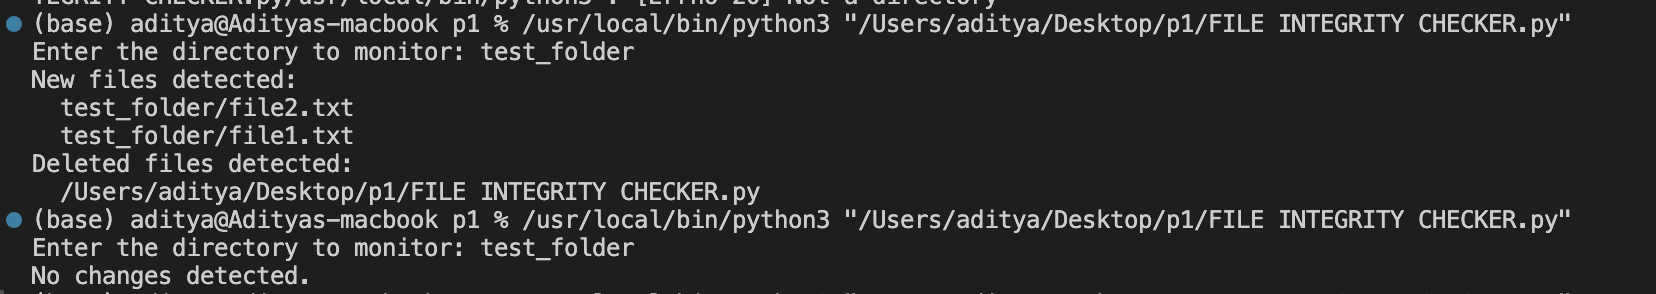 (base) aditya@Adityas-macbook p1 % /usr/local/bin/python3 "/Users/aditya/Desktop/p1/FILE INTEGRITY CHECKER.py"
Enter the directory to monitor: test_folder
New files detected:
  test_folder/file2.txt
  test_folder/file1.txt
Deleted files detected:
  /Users/aditya/Desktop/p1/FILE INTEGRITY CHECKER.py
(base) aditya@Adityas-macbook p1 % /usr/local/bin/python3 "/Users/aditya/Desktop/p1/FILE INTEGRITY CHECKER.py"
Enter the directory to monitor: test_folder
No changes detected.